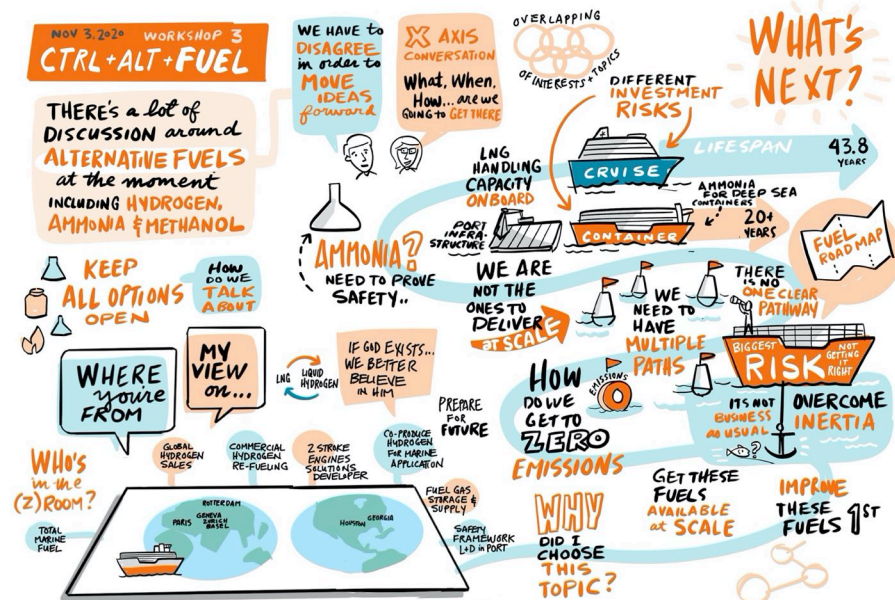 NOV 3, 2020 WORKSHOP 3
CTRL + ALT + FUEL
THERE'S a lot of
DISCUSSION around
ALTERNATIVE FUELS
at the moment
INCLUDING HYDROGEN,
AMMONIA & METHANOL
WE HAVE to
DISAGREE
in order to
MOVE
IDEAS
forward
X AXIS
CONVERSATION
What, When,
How... are we
GOING to GET THERE
OVERLAPPING
OF INTERESTS + TOPICS
DIFFERENT
INVESTMENT
RISKS
WHAT'S
NEXT?
LIFESPAN
43.8
YEARS
CRUISE
LNG
HANDLING
CAPACITY
ONBOARD
AMMONIA
FOR DEEP SEA
CONTAINERS
20+
YEARS
CONTAINER
PORT
INFRA-
STRUCTURE
FUEL
ROAD MAP
AMMONIA?
NEED TO PROVE
SAFETY..
KEEP
ALL OPTIONS
OPEN
HOW
DO WE
TALK
ABOUT
WE ARE
NOT THE
ONES TO
DELIVER
at SCALE
WE
NEED TO
HAVE
MULTIPLE
PATHS
THERE
IS NO
ONE CLEAR
PATHWAY
BIGGEST
RISK
NOT
GETTING
IT
RIGHT
WHERE
you're
FROM
MY
VIEW
on...
LNG
LIQUID
HYDROGEN
IF GOD EXISTS...
WE BETTER
BELIEVE
IN HIM
PREPARE
FOR
FUTURE
HOW
DO WE
GET TO
ZERO
EMISSIONS
EMISSIONS
IT'S NOT
BUSINESS
as USUAL
?
OVERCOME
INERTIA
WHO'S
in the
(Z)ROOM?
GLOBAL
HYDROGEN
SALES
COMMERCIAL
HYDROGEN
RE-FUELING
2 STROKE
ENGINES
SOLUTIONS
DEVELOPER
CO-PRODUCE
HYDROGEN
FOR MARINE
APPLICATION
FUEL GAS
STORAGE &
SUPPLY
SAFETY
FRAMEWORK
L+D in PORT
TOTAL
MARINE
FUEL
ROTTERDAM
PARIS
GENEVA
ZURICH
BASEL
HOUSTON
GEORGIA
WHY
DID I
CHOOSE
THIS
TOPIC?
GET THESE
FUELS
AVAILABLE
at SCALE
IMPROVE
THESE
FUELS 1ST